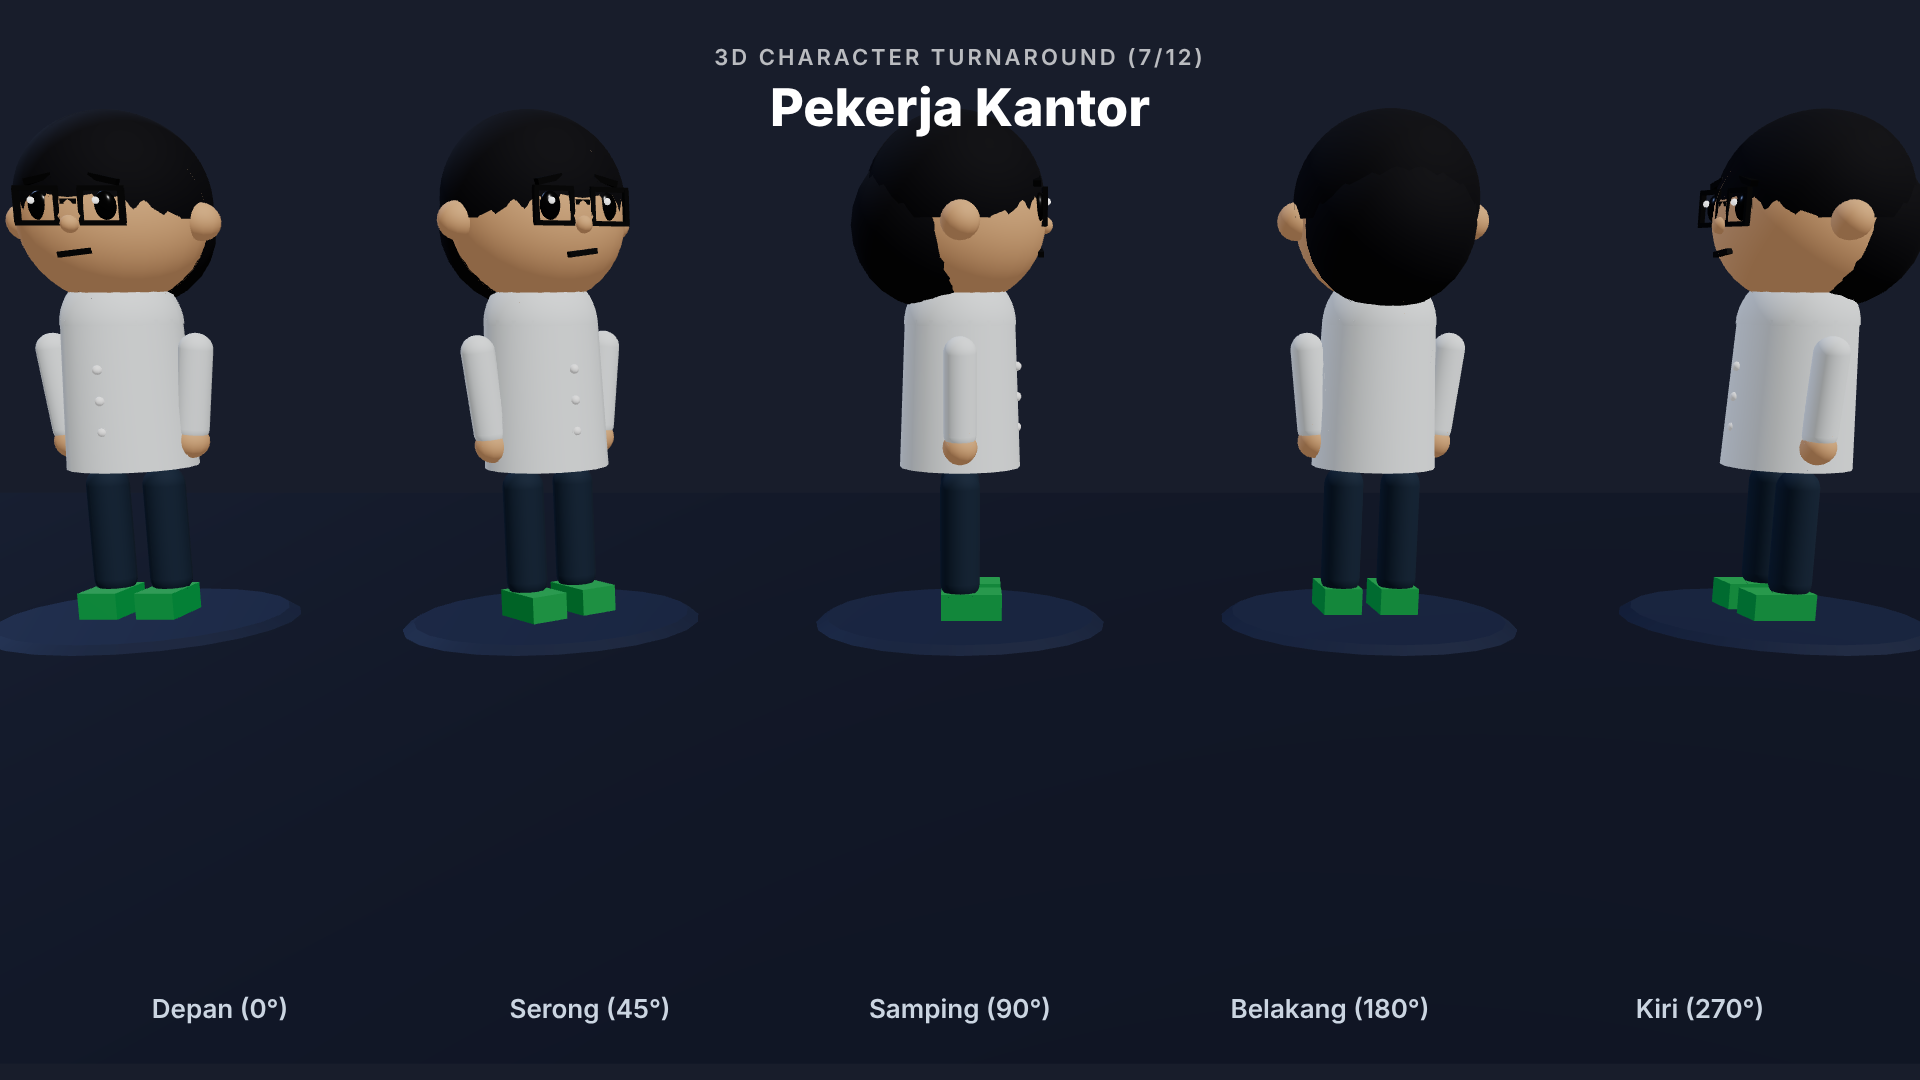 3D CHARACTER TURNAROUND (7/12)
Pekerja Kantor
Depan (0°)
Serong (45°)
Samping (90°)
Belakang (180°)
Kiri (270°)